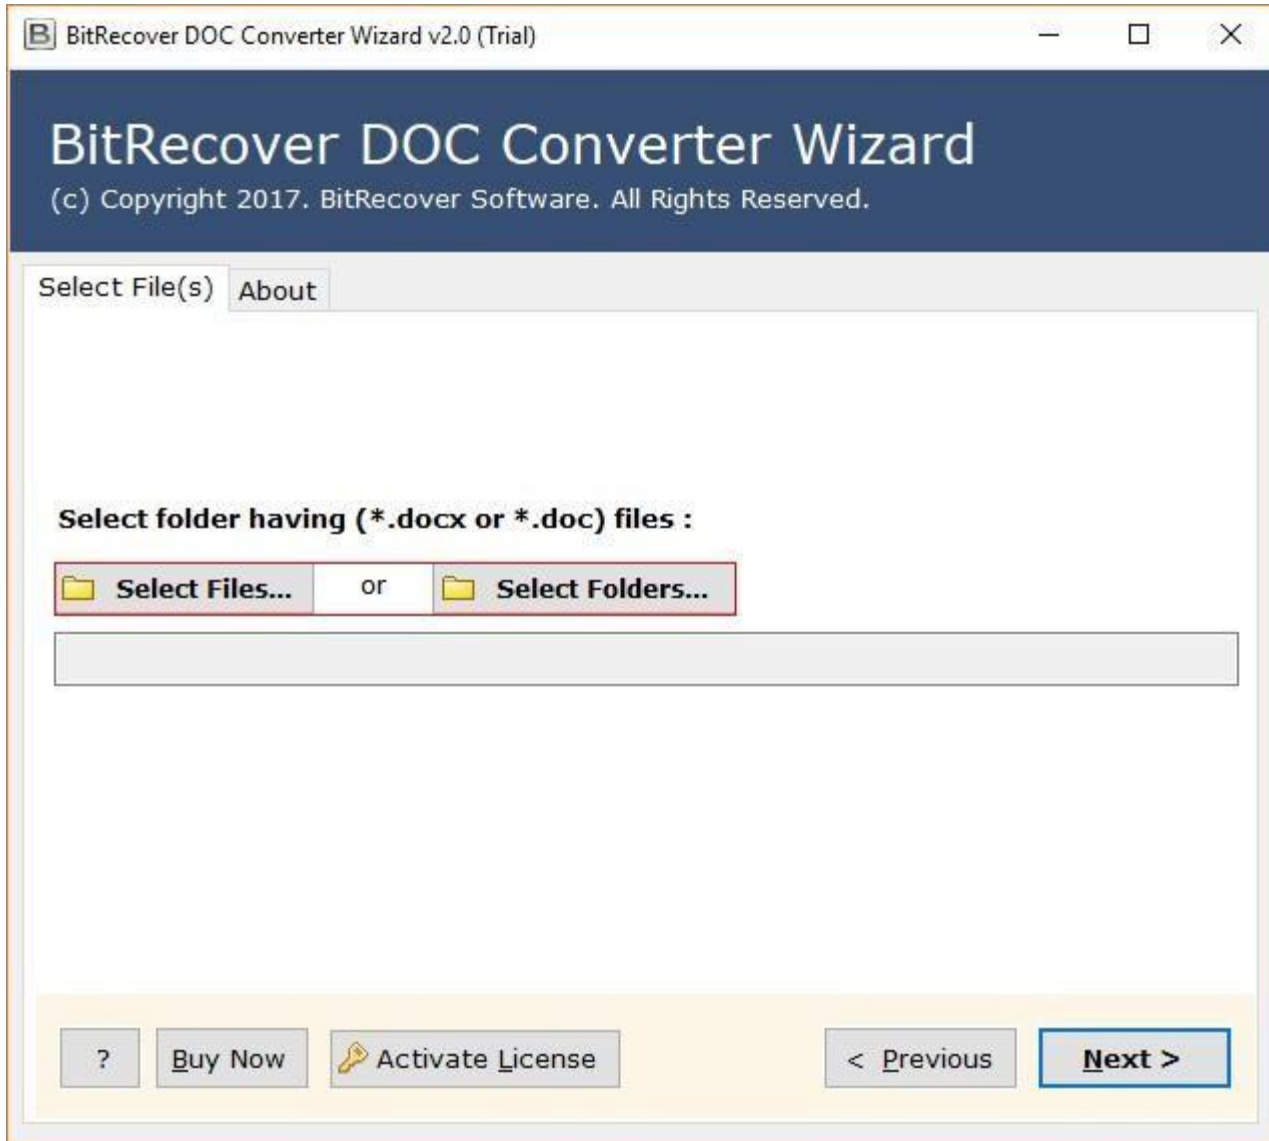 B BitRecover DOC Converter Wizard v2.0 (Trial)
BitRecover DOC Converter Wizard
(c) Copyright 2017. BitRecover Software. All Rights Reserved.
Select File(s) About
Select folder having (*.docx or *.doc) files :
Select Files... or Select Folders...
? Buy Now Activate License < Previous Next >